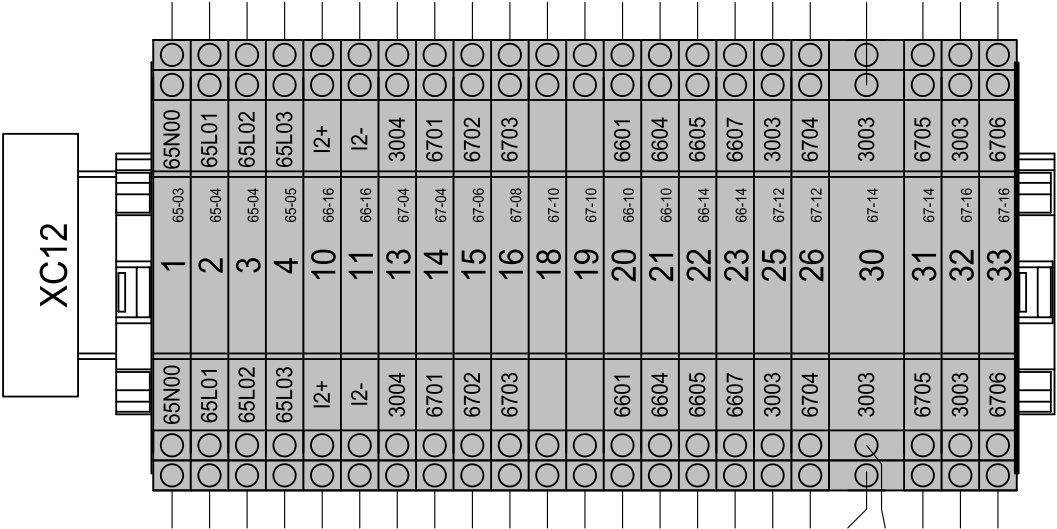 XC12
65N00 65L01 65L02 65L03 I2+ I2- 3004 6701 6702 6703 6601 6604 6605 6607 3003 6704 3003 6705 3003 6706
65-03 65-04 65-04 65-05 66-16 66-16 67-04 67-04 67-06 67-08 67-10 67-10 66-10 66-10 66-14 66-14 67-12 67-12 67-14 67-14 67-16 67-16
1 2 3 4 10 11 13 14 15 16 18 19 20 21 22 23 25 26 30 31 32 33
65N00 65L01 65L02 65L03 I2+ I2- 3004 6701 6702 6703 6601 6604 6605 6607 3003 6704 3003 6705 3003 6706